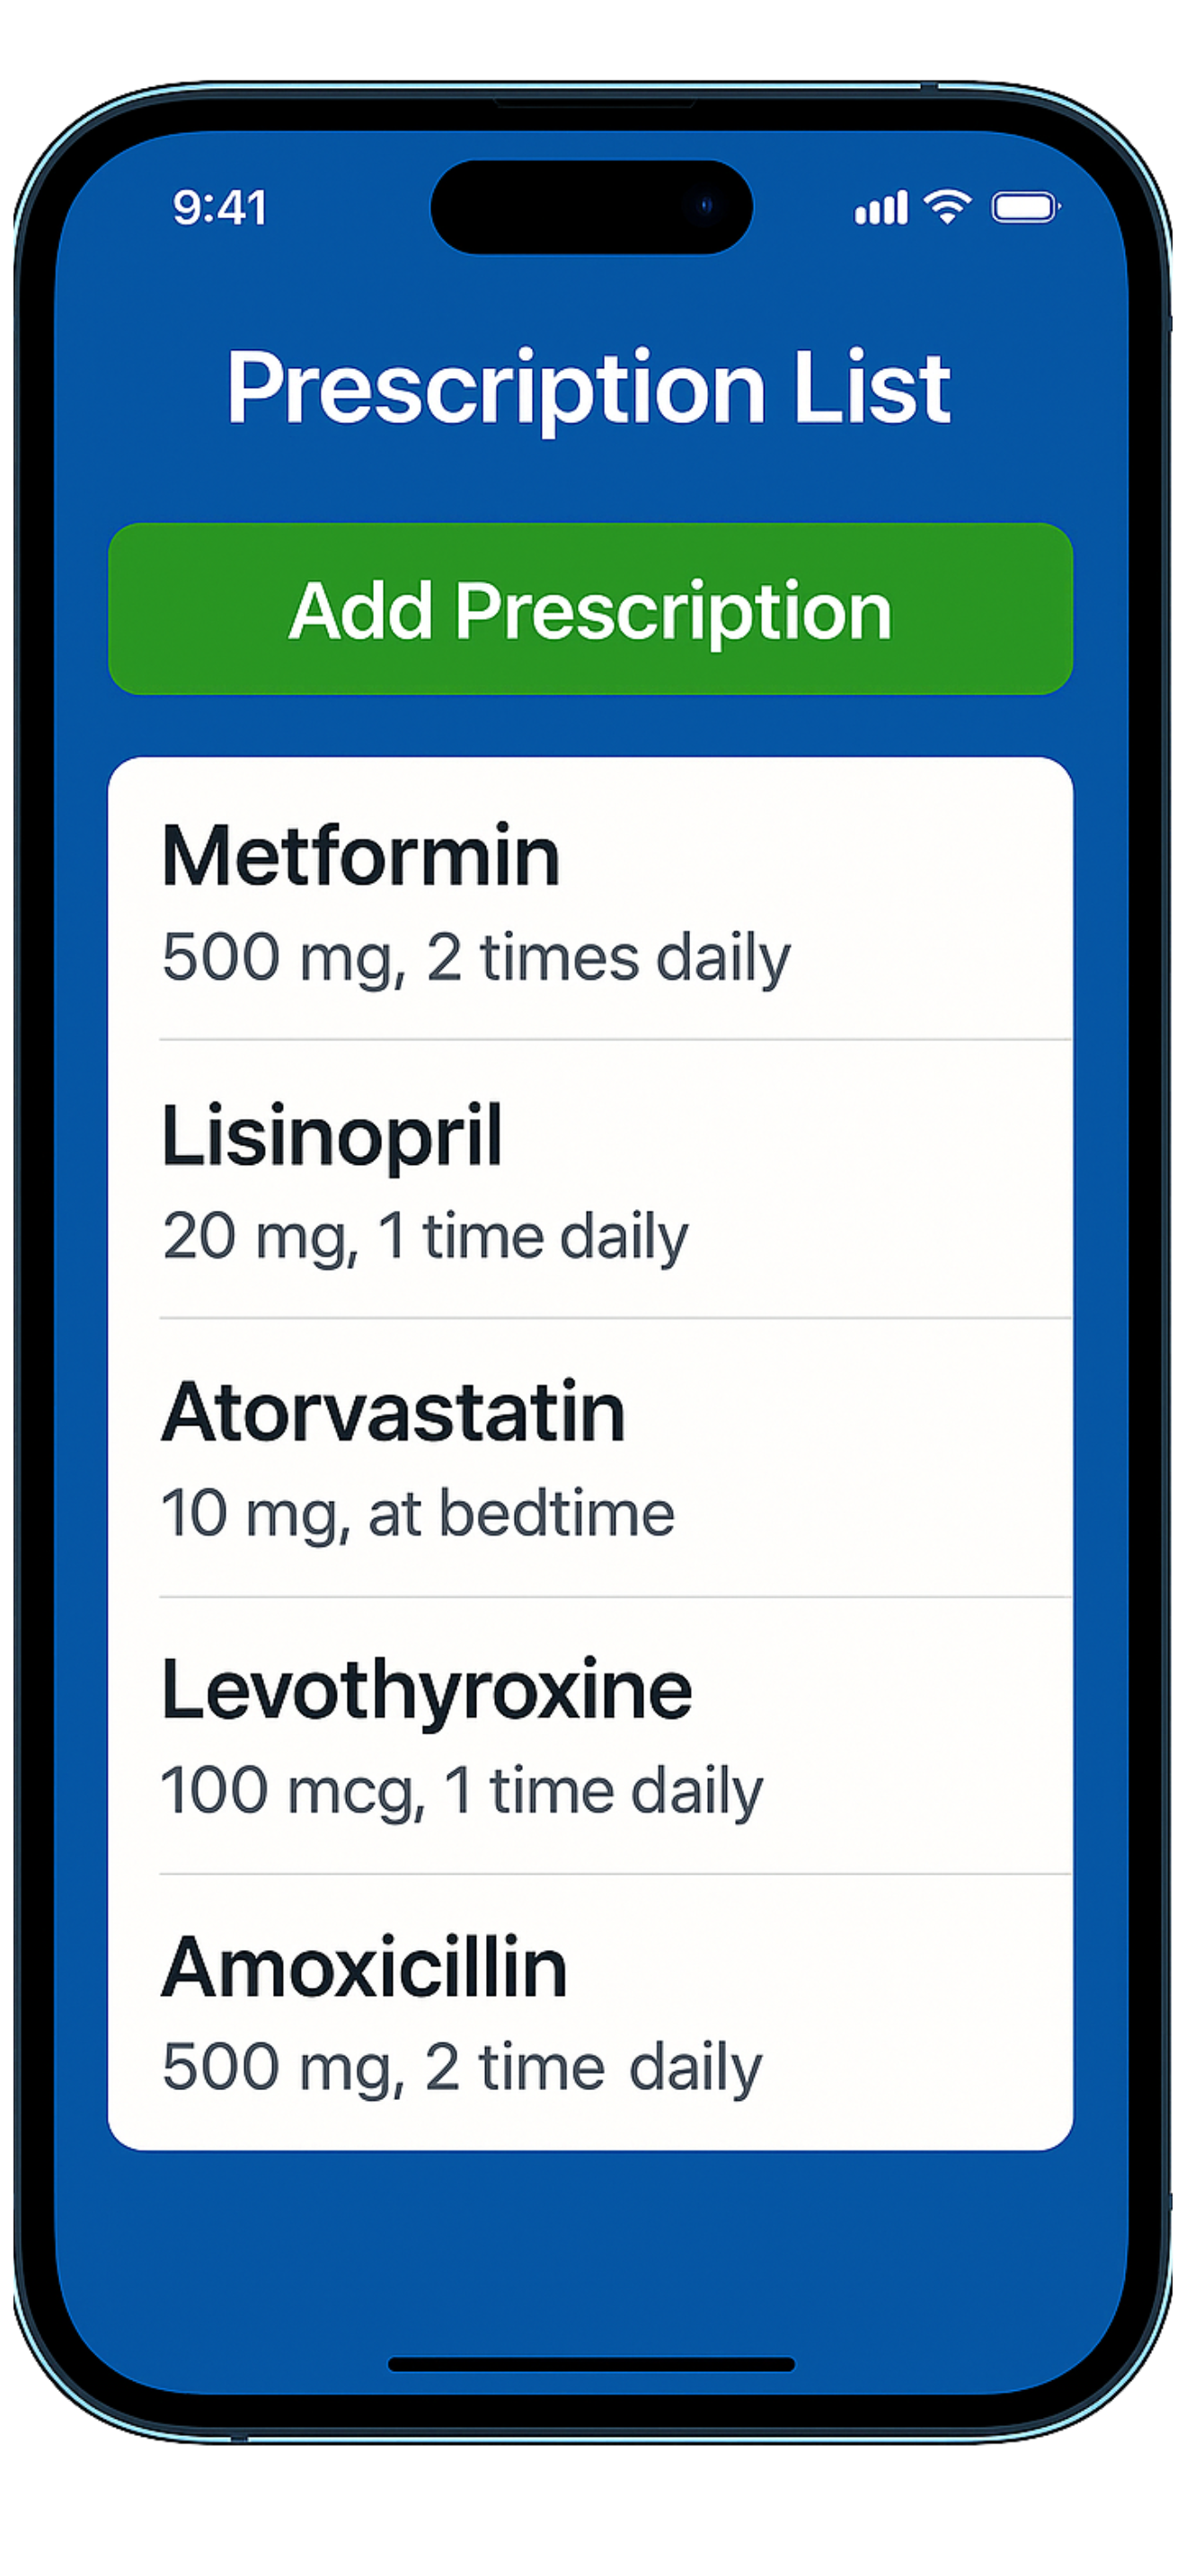 9:41
Prescription List
Add Prescription
Metformin
500 mg, 2 times daily
Lisinopril
20 mg, 1 time daily
Atorvastatin
10 mg, at bedtime
Levothyroxine
100 mcg, 1 time daily
Amoxicillin
500 mg, 2 time daily